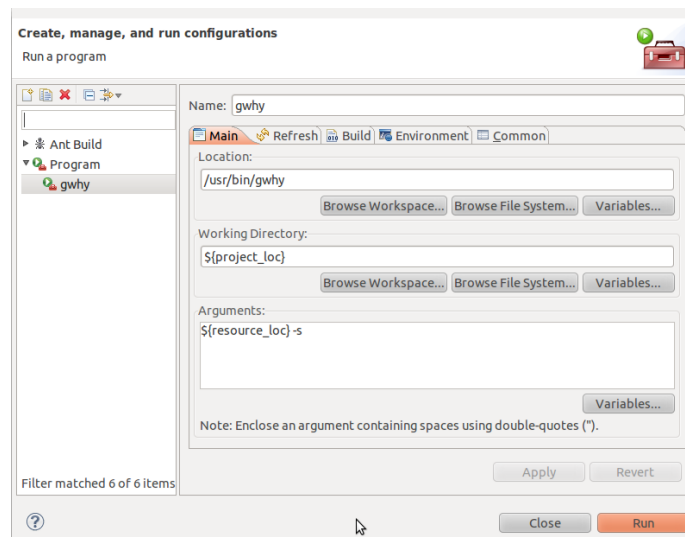 Create, manage, and run configurations
Run a program
Name: gwhy
Main Refresh Build Environment Common
Ant Build
Program
gwhy
Location:
/usr/bin/gwhy
Browse Workspace... Browse File System... Variables...
Working Directory:
${project_loc}
Browse Workspace... Browse File System... Variables...
Arguments:
${resource_loc} -s
Variables...
Note: Enclose an argument containing spaces using double-quotes (").
Apply Revert
Filter matched 6 of 6 items
Close Run